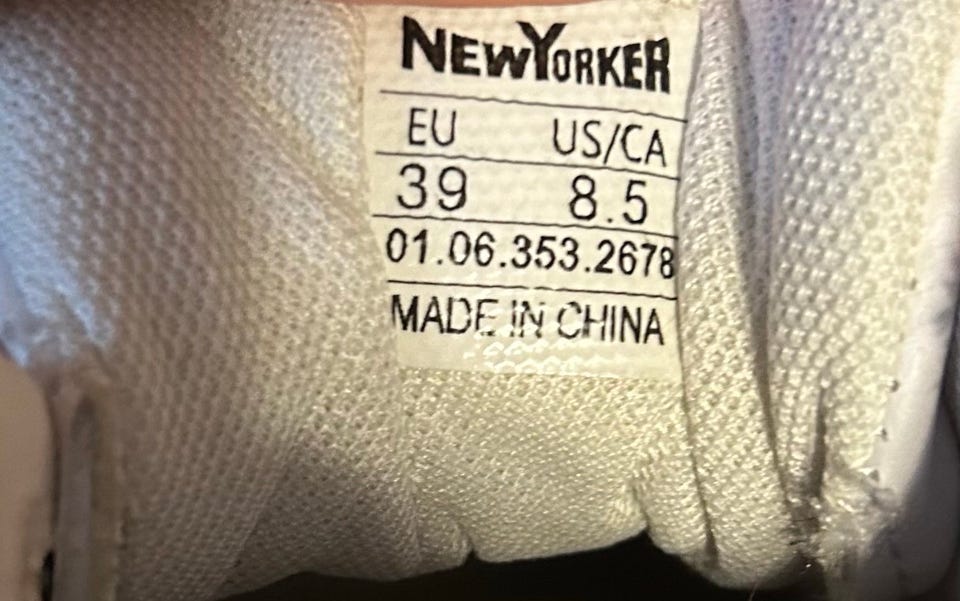 NEWYORKER
EU US/CA
39 8.5
01.06.353.2678
MADE IN CHINA